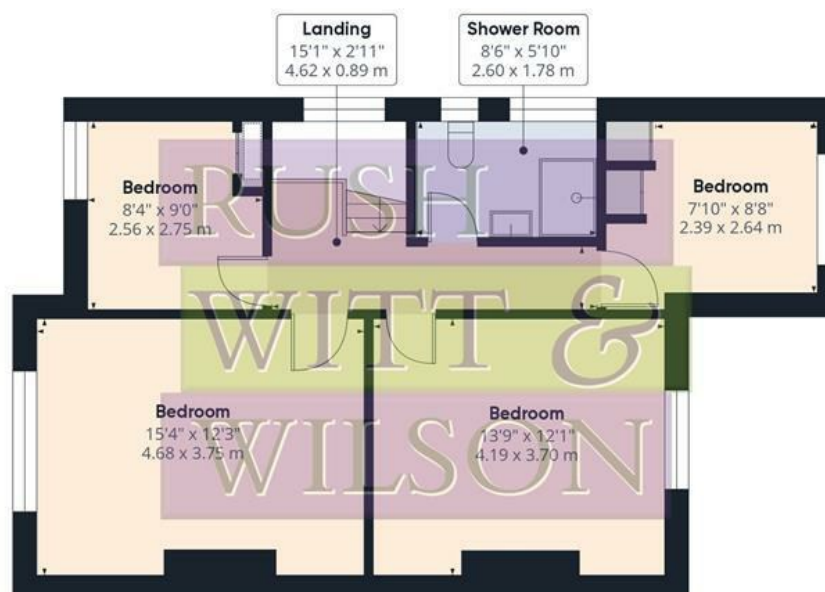 Landing
15'1" x 2'11"
4.62 x 0.89 m
Shower Room
8'6" x 5'10"
2.60 x 1.78 m
Bedroom
8'4" x 9'0"
2.56 x 2.75 m
Bedroom
7'10" x 8'8"
2.39 x 2.64 m
RUSH
WITT &
WILSON
Bedroom
15'4" x 12'3"
4.68 x 3.75 m
Bedroom
13'9" x 12'1"
4.19 x 3.70 m